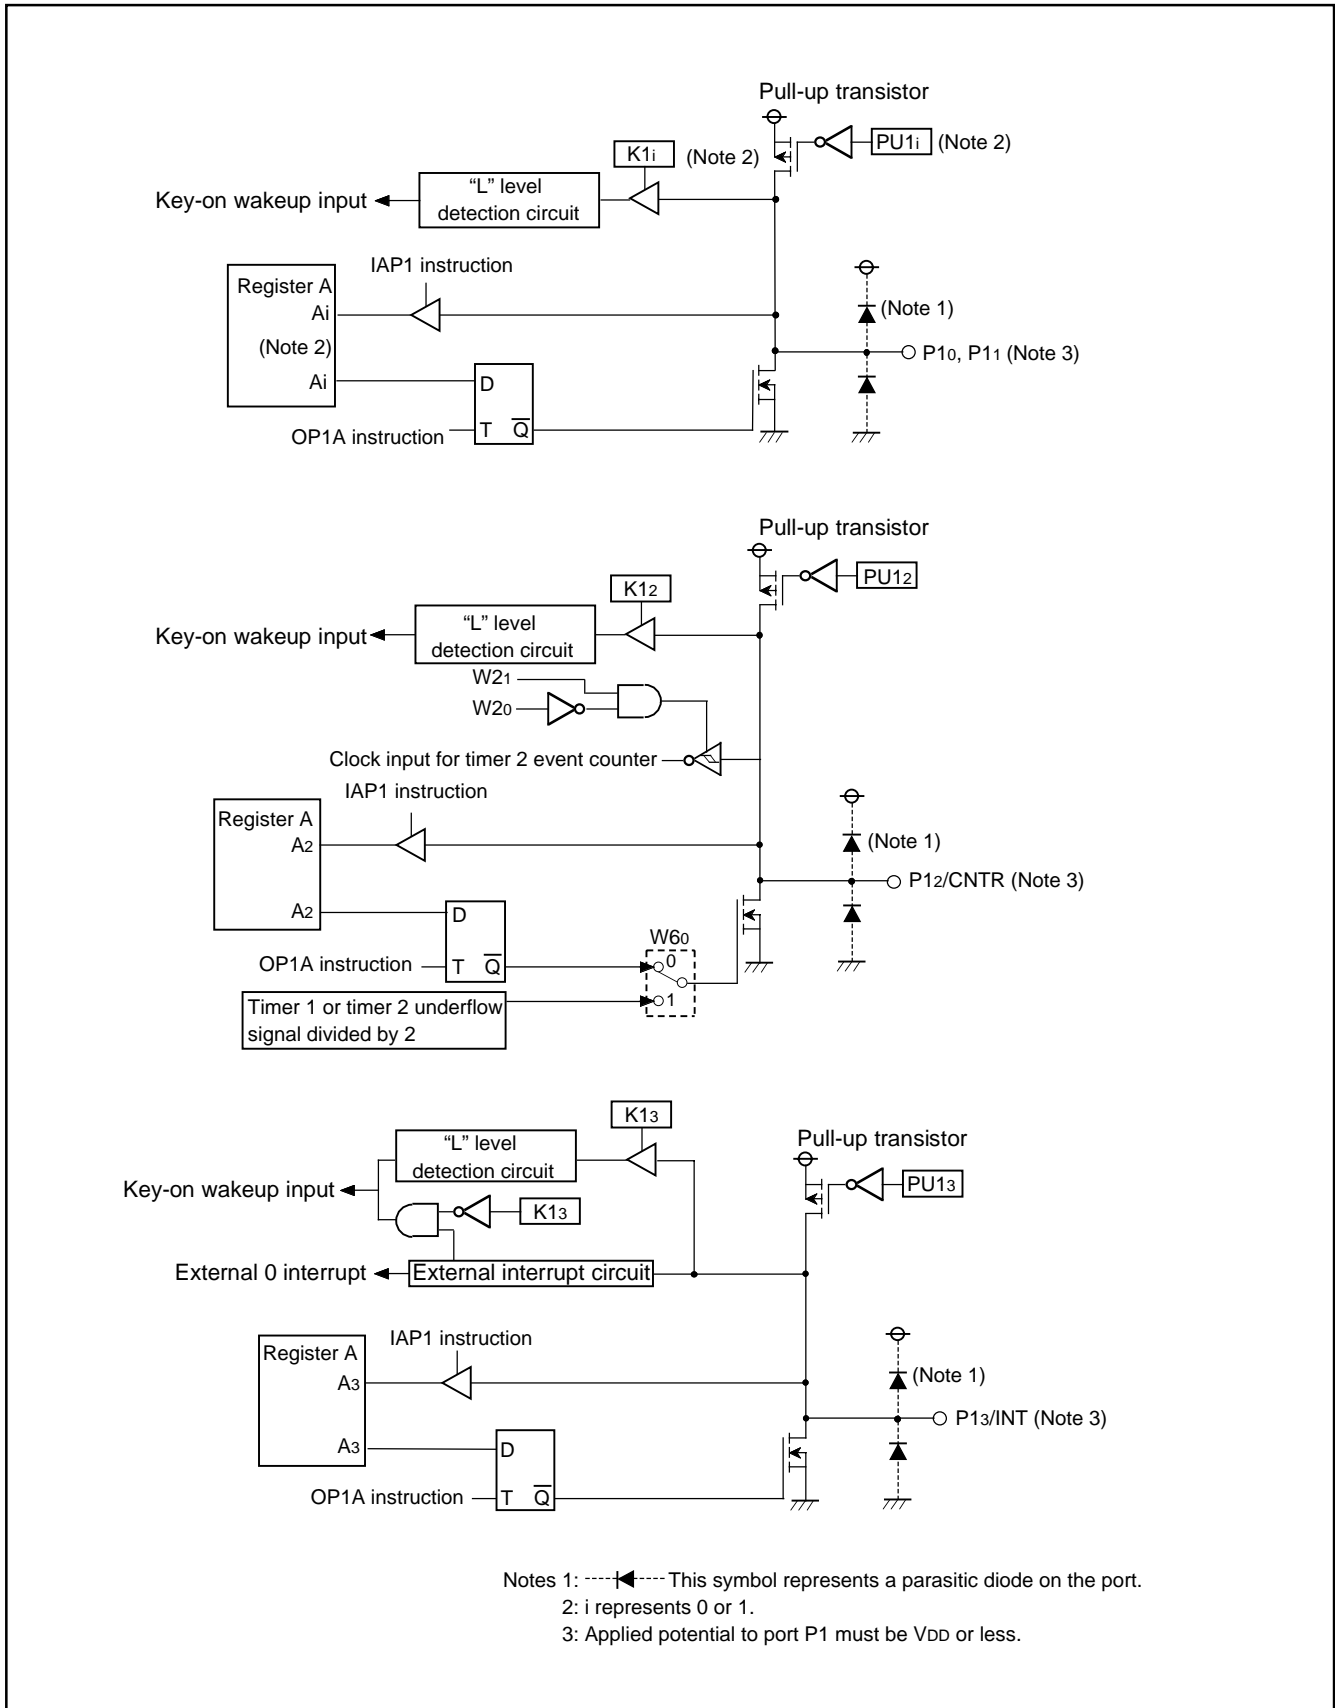 Pull-up transistor
K1i (Note 2) PU1i (Note 2)
Key-on wakeup input
“L” level
detection circuit
IAP1 instruction
Register A
Ai
(Note 2)
Ai
(Note 1)
P10, P11 (Note 3)
D
T Q̅
OP1A instruction
Pull-up transistor
K12
PU12
Key-on wakeup input
“L” level
detection circuit
W21
W20
Clock input for timer 2 event counter
IAP1 instruction
Register A
A2
A2
(Note 1)
P12/CNTR (Note 3)
D
T Q̅
OP1A instruction
W60
0
1
Timer 1 or timer 2 underflow
signal divided by 2
K13
“L” level
detection circuit
Pull-up transistor
PU13
Key-on wakeup input
K13
External 0 interrupt
External interrupt circuit
IAP1 instruction
Register A
A3
A3
(Note 1)
P13/INT (Note 3)
D
T Q̅
OP1A instruction
Notes 1: This symbol represents a parasitic diode on the port.
2: i represents 0 or 1.
3: Applied potential to port P1 must be VDD or less.